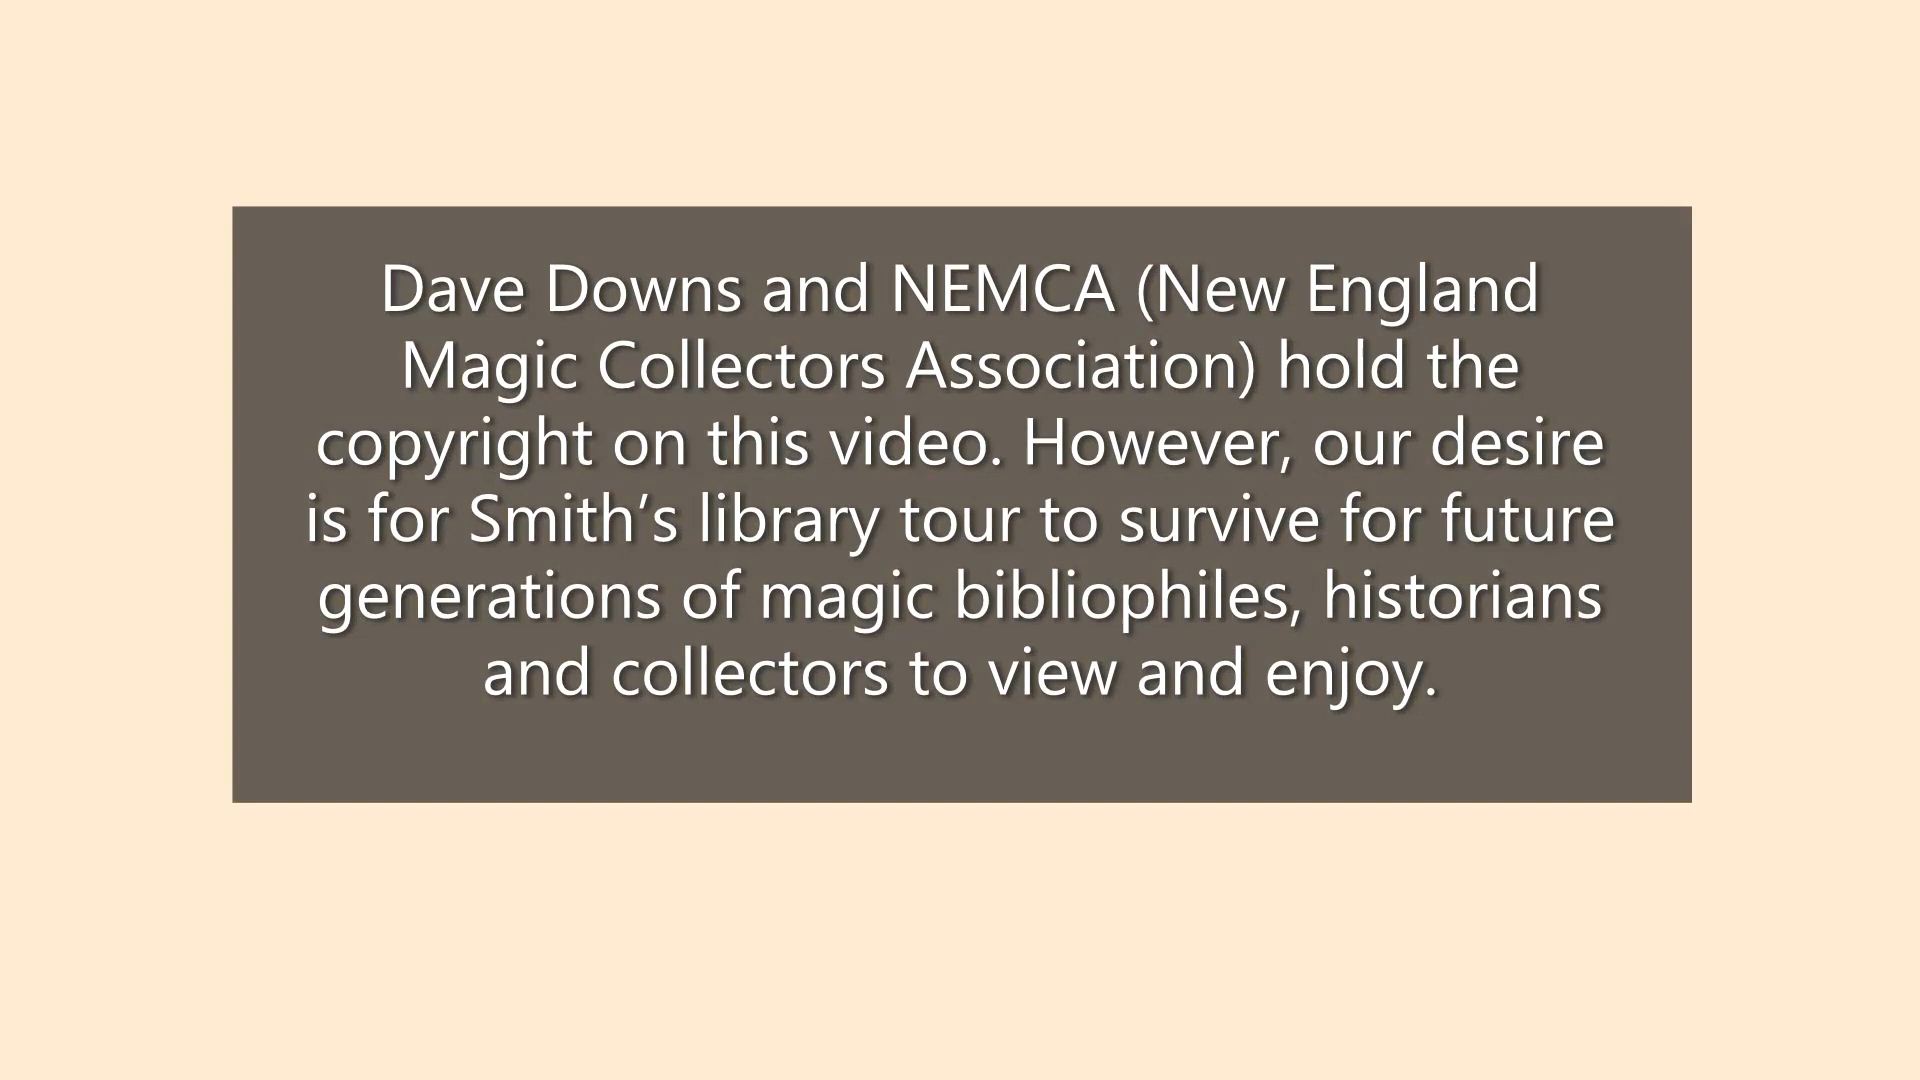 Dave Downs and NEMCA (New England
Magic Collectors Association) hold the
copyright on this video. However, our desire
is for Smith’s library tour to survive for future
generations of magic bibliophiles, historians
and collectors to view and enjoy.